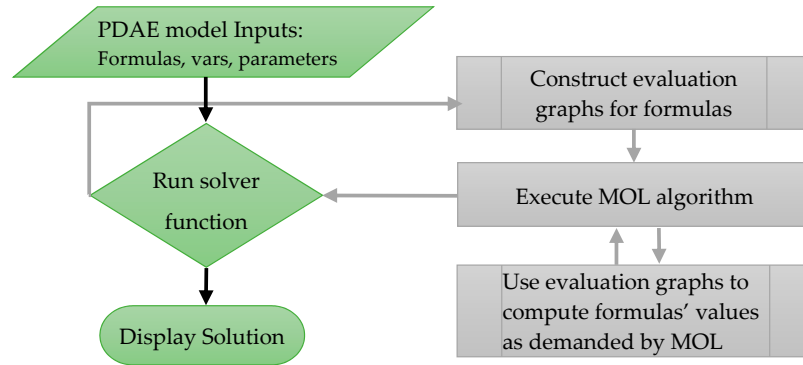 PDAE model Inputs:
Formulas, vars, parameters
Construct evaluation
graphs for formulas
Run solver
function
Execute MOL algorithm
Use evaluation graphs to
compute formulas’ values
as demanded by MOL
Display Solution